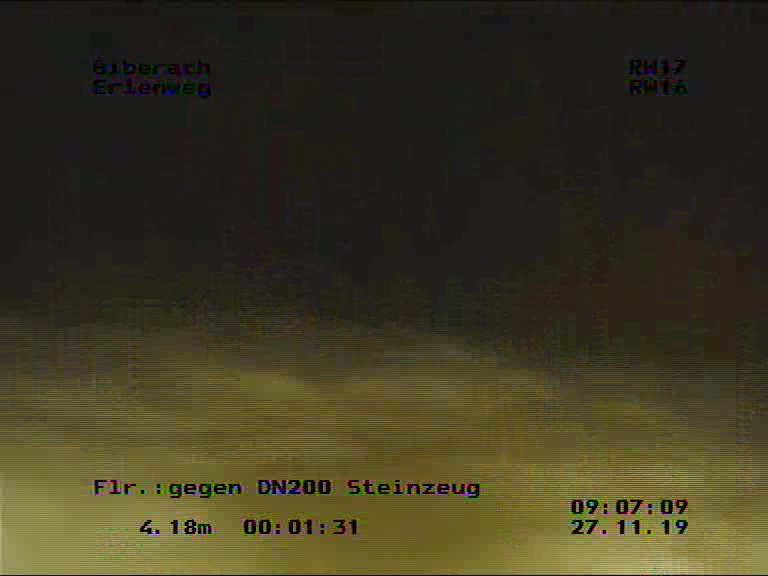 Biberach RW17
Erlenweg RW16
Flr.:gegen DN200 Steinzeug
09:07:09
4.18m 00:01:31 27.11.19